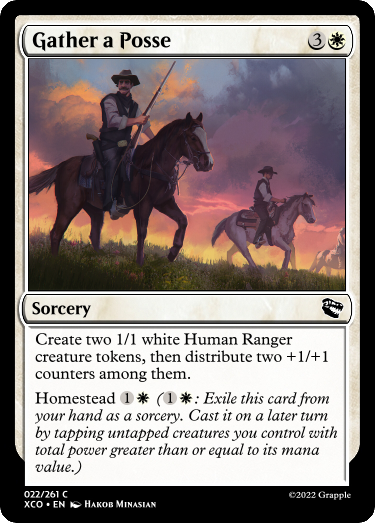 Gather a Posse 3
Sorcery
Create two 1/1 white Human Ranger
creature tokens, then distribute two +1/+1
counters among them.
Homestead 1 (1 : Exile this card from
your hand as a sorcery. Cast it on a later turn
by tapping untapped creatures you control with
total power greater than or equal to its mana
value.)
022/261 C
XCO • EN Hakob Minasian
©2022 Grapple